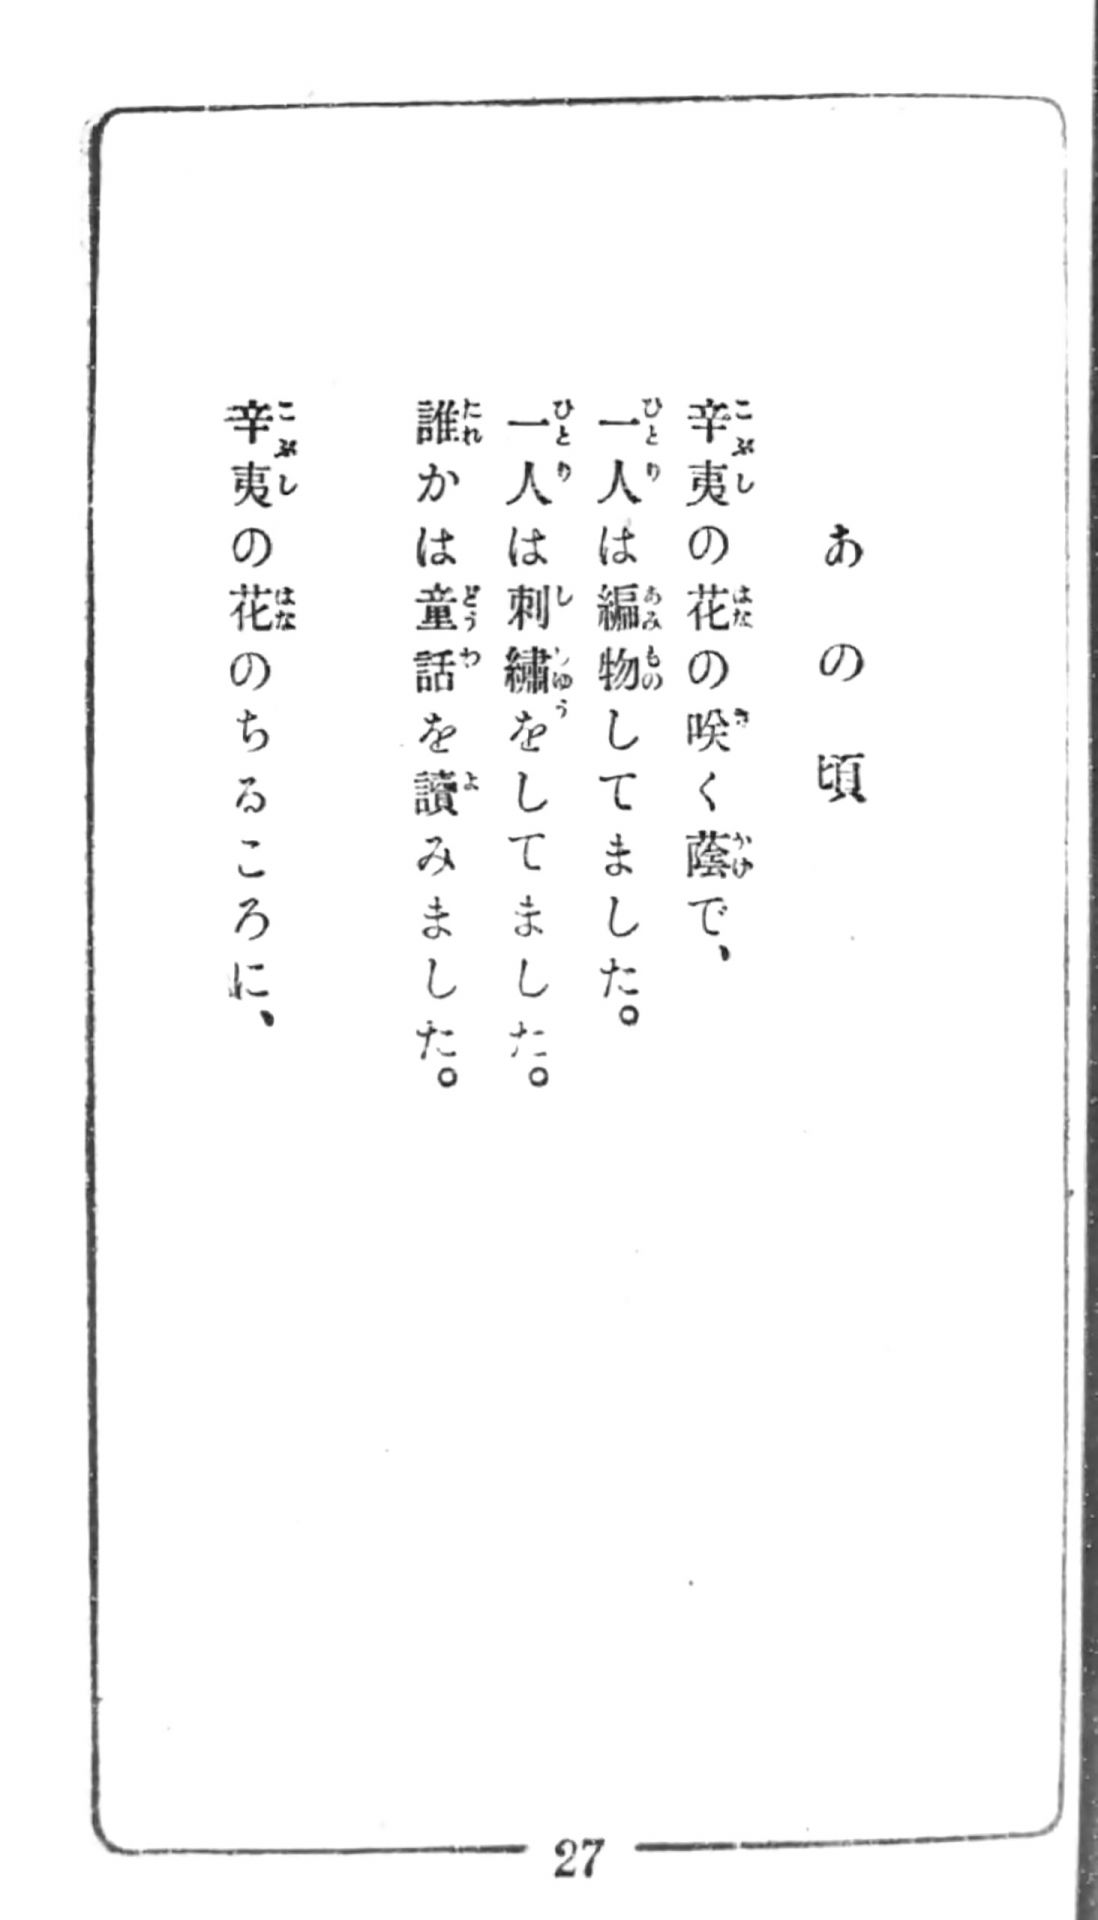 あの頃
辛夷の花の咲く蔭で、
一人は編物してました。
一人は刺繡をしてました。
誰かは童話を讀みました。
辛夷の花のちるころに、
27